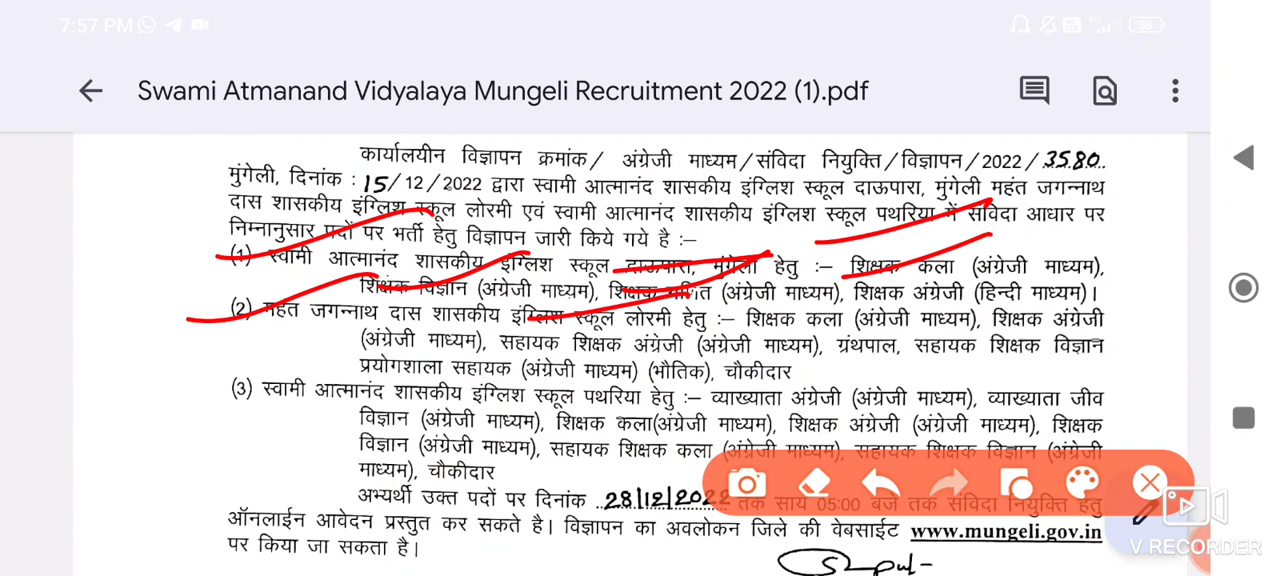 7:57 PM
4G
59
Swami Atmanand Vidyalaya Mungeli Recruitment 2022 (1).pdf
कार्यालयीन विज्ञापन क्रमांक/ अंग्रेजी माध्यम/संविदा नियुक्ति/विज्ञापन/2022/3580
मुंगेली, दिनांक : 15/12/2022 द्वारा स्वामी आत्मानंद शासकीय इंग्लिश स्कूल दाऊपारा, मुंगेली महंत जगन्नाथ
दास शासकीय इंग्लिश स्कूल लोरमी एवं स्वामी आत्मानंद शासकीय इंग्लिश स्कूल पथरिया में संविदा आधार पर
निम्नानुसार पदों पर भर्ती हेतु विज्ञापन जारी किये गये है :–
(1) स्वामी आत्मानंद शासकीय इंग्लिश स्कूल दाऊपारा, मुंगेली हेतु :– शिक्षक कला (अंग्रेजी माध्यम),
शिक्षक विज्ञान (अंग्रेजी माध्यम), शिक्षक गणित (अंग्रेजी माध्यम), शिक्षक अंग्रेजी (हिन्दी माध्यम)।
(2) महंत जगन्नाथ दास शासकीय इंग्लिश स्कूल लोरमी हेतु :– शिक्षक कला (अंग्रेजी माध्यम), शिक्षक अंग्रेजी
(अंग्रेजी माध्यम), सहायक शिक्षक अंग्रेजी (अंग्रेजी माध्यम), ग्रंथपाल, सहायक शिक्षक विज्ञान
प्रयोगशाला सहायक (अंग्रेजी माध्यम) (भौतिक), चौकीदार
(3) स्वामी आत्मानंद शासकीय इंग्लिश स्कूल पथरिया हेतु :– व्याख्याता अंग्रेजी (अंग्रेजी माध्यम), व्याख्याता जीव
विज्ञान (अंग्रेजी माध्यम), शिक्षक कला(अंग्रेजी माध्यम), शिक्षक अंग्रेजी (अंग्रेजी माध्यम), शिक्षक
विज्ञान (अंग्रेजी माध्यम), सहायक शिक्षक कला (अंग्रेजी माध्यम), सहायक शिक्षक विज्ञान (अंग्रेजी
माध्यम), चौकीदार
अभ्यर्थी उक्त पदों पर दिनांक 28/12/2022 तक सायं 05:00 बजे तक संविदा नियुक्ति हेतु
ऑनलाईन आवेदन प्रस्तुत कर सकते है। विज्ञापन का अवलोकन जिले की वेबसाईट www.mungeli.gov.in
पर किया जा सकता है।
V RECORDER